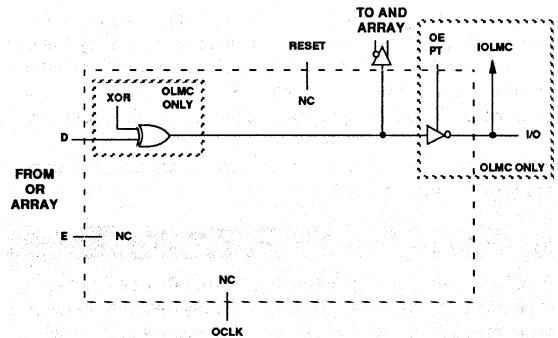 TO AND
ARRAY
RESET
OE
PT
IOLMC
XOR
OLMC
ONLY
NC
D
I/O
OLMC ONLY
FROM
OR
ARRAY
E
NC
NC
OCLK